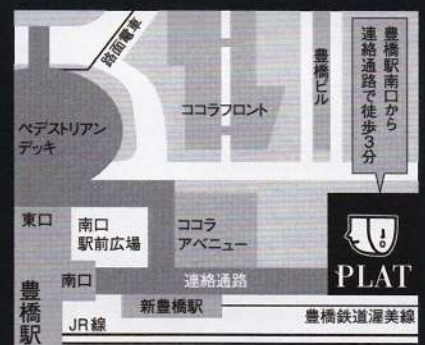 路面電車
ペデストリアン
デッキ
ココラフロント
豊橋ビル
豊橋駅南口から
連絡通路で徒歩3分
東口
南口
駅前広場
ココラ
アベニュー
PLAT
南口
連絡通路
豊橋駅
新豊橋駅
豊橋鉄道渥美線
JR線